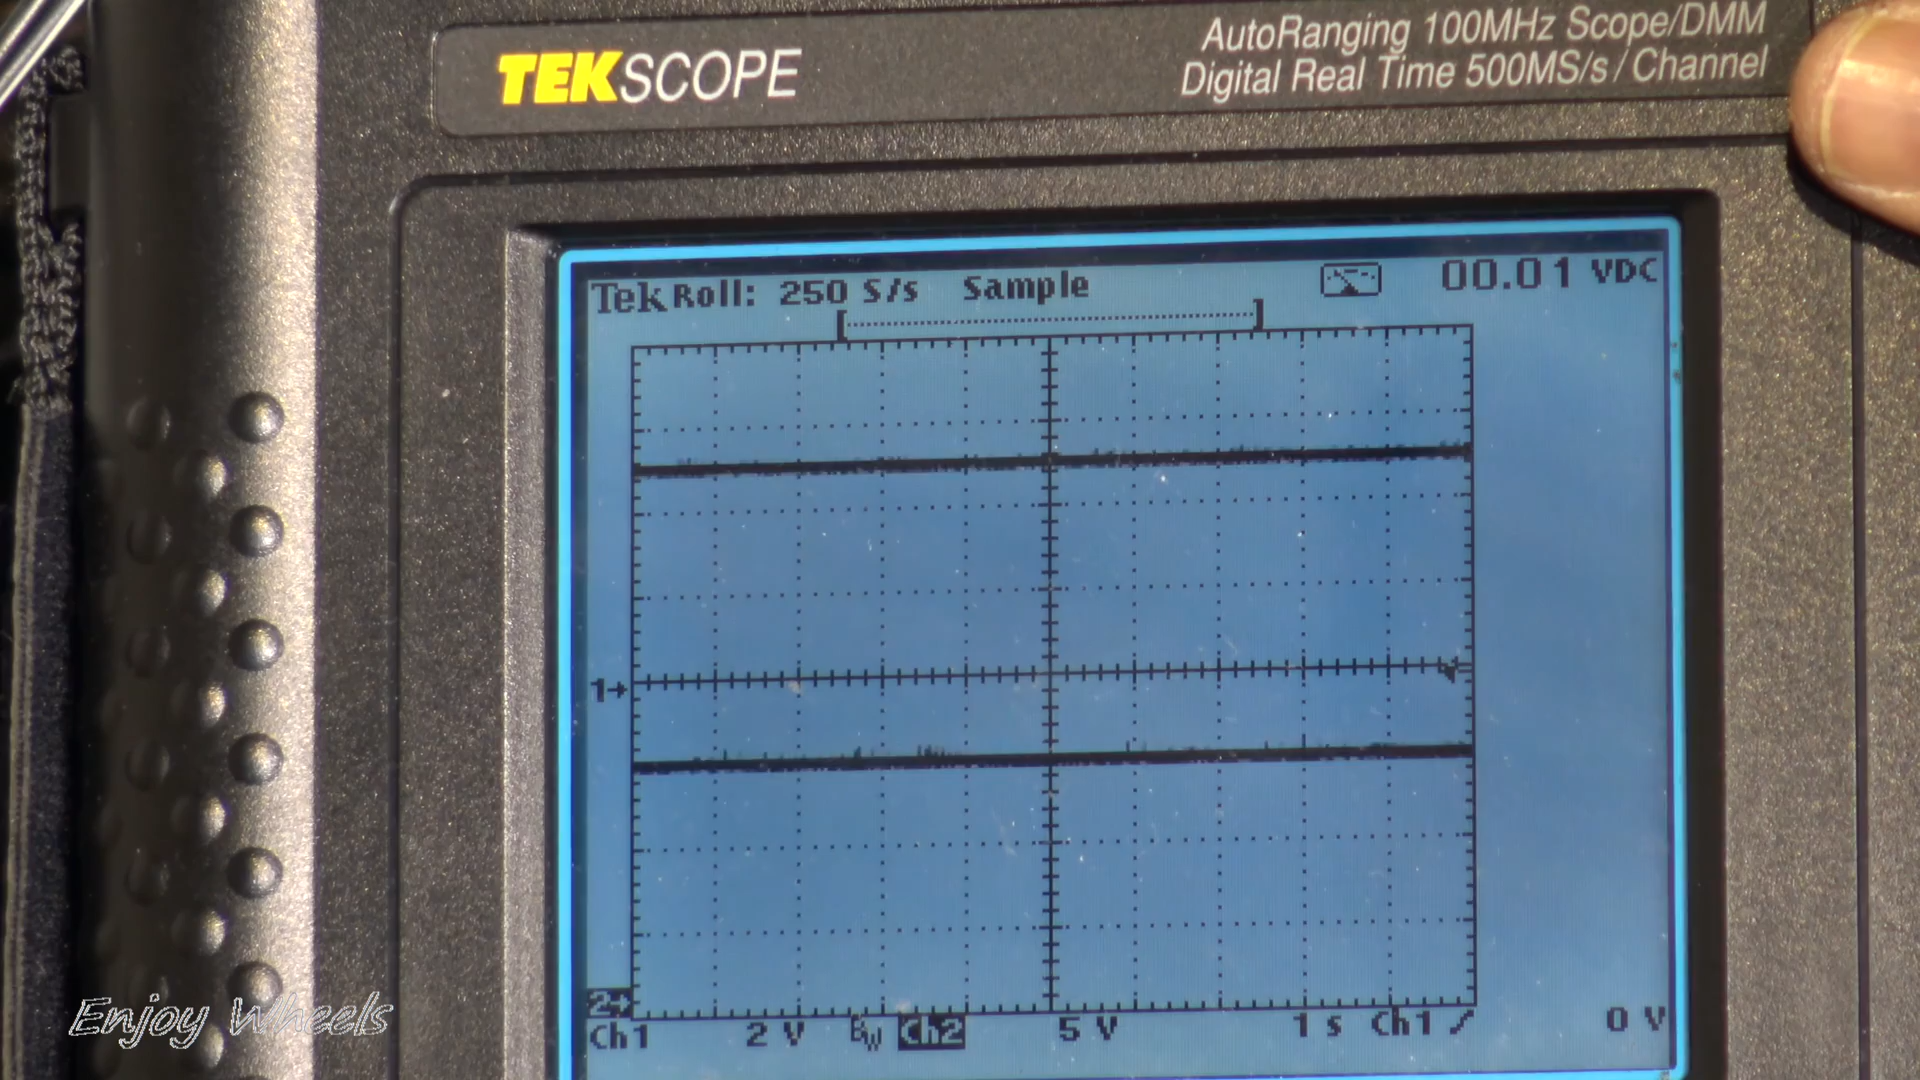 TEKSCOPE
AutoRanging 100MHz Scope/DMM
Digital Real Time 500MS/s / Channel
Tek Roll: 250 S/s Sample
00.01 VDC
1
2
Ch1 2 V BW Ch2 5 V 1 s Ch1 0 V
Enjoy Wheels